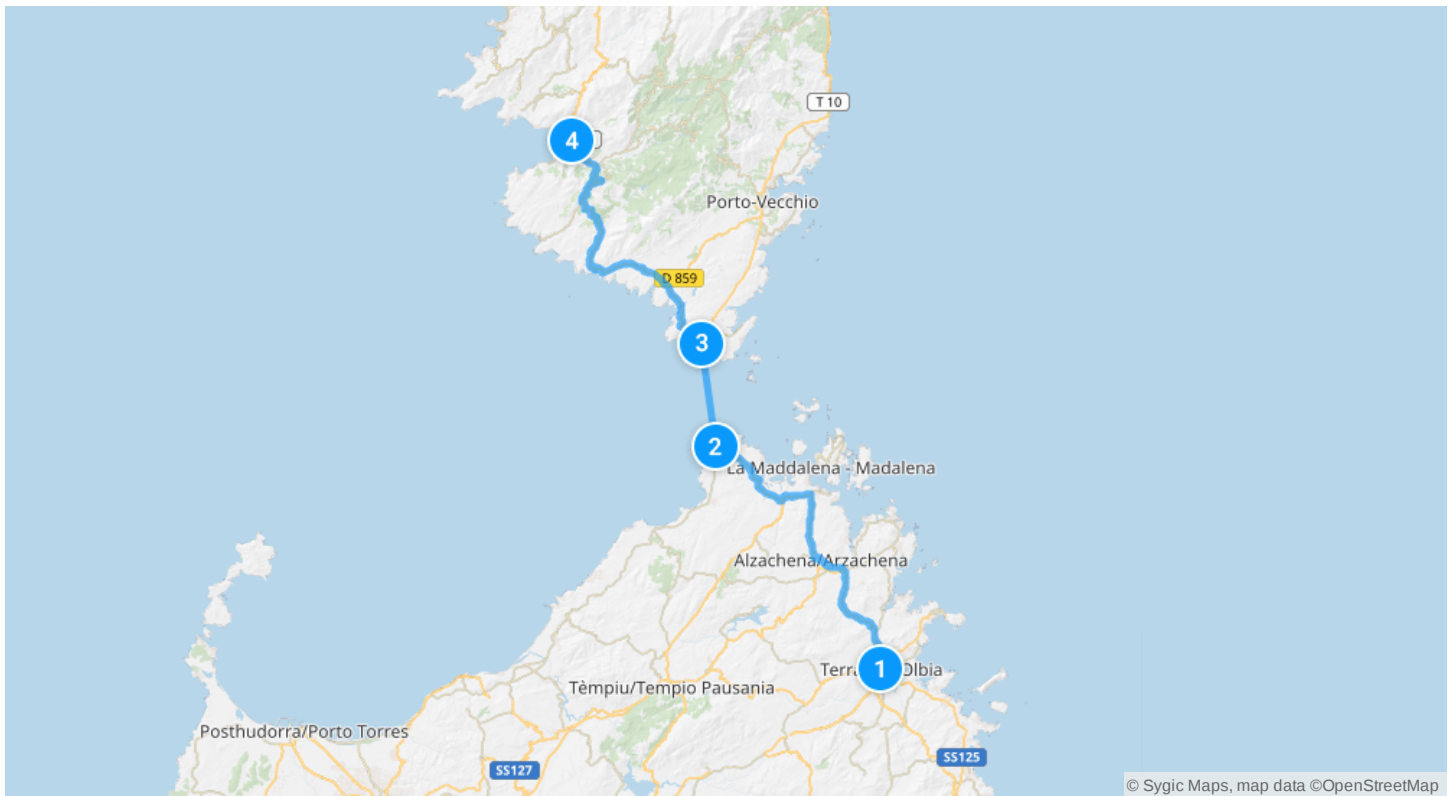 T 10
4
Porto-Vecchio
D 859
3
2
La Maddalena - Madalena
Alzachena/Arzachena
Terra
1
Olbia
Tèmpiu/Tempio Pausania
Posthudorra/Porto Torres
SS125
SS127
© Sygic Maps, map data ©OpenStreetMap